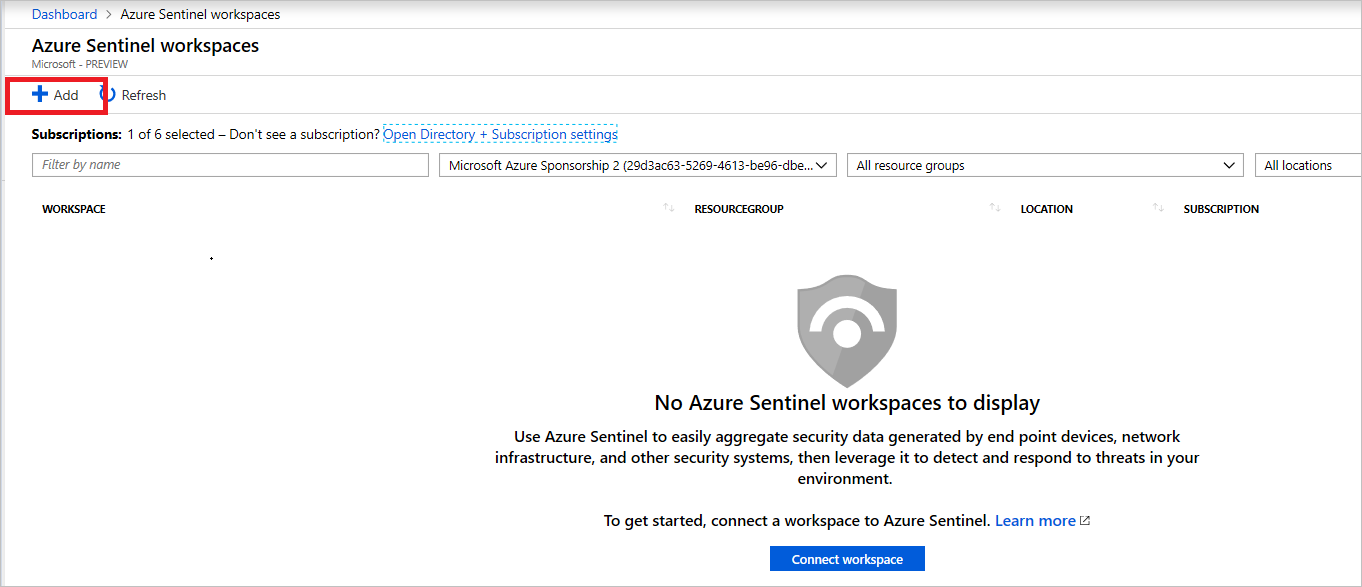 Dashboard > Azure Sentinel workspaces
Azure Sentinel workspaces
Microsoft - PREVIEW
Add Refresh
Subscriptions: 1 of 6 selected – Don't see a subscription? Open Directory + Subscription settings
Filter by name Microsoft Azure Sponsorship 2 (29d3ac63-5269-4613-be96-dbe... All resource groups All locations
WORKSPACE RESOURCEGROUP LOCATION SUBSCRIPTION
No Azure Sentinel workspaces to display
Use Azure Sentinel to easily aggregate security data generated by end point devices, network
infrastructure, and other security systems, then leverage it to detect and respond to threats in your
environment.
To get started, connect a workspace to Azure Sentinel. Learn more
Connect workspace